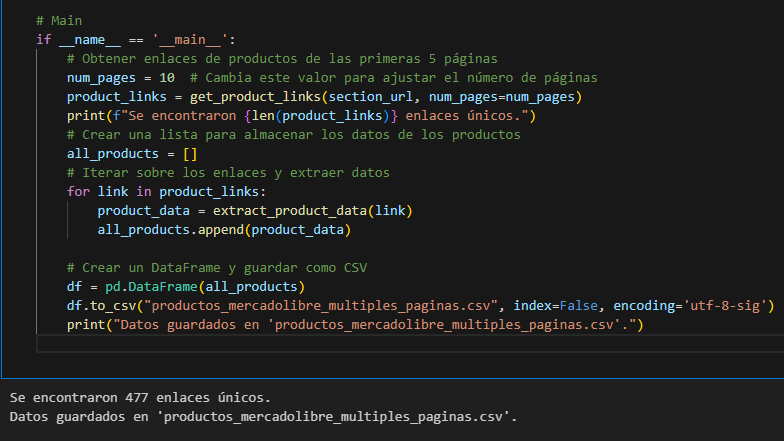 # Main
if __name__ == '__main__':
    # Obtener enlaces de productos de las primeras 5 páginas
    num_pages = 10  # Cambia este valor para ajustar el número de páginas
    product_links = get_product_links(section_url, num_pages=num_pages)
    print(f"Se encontraron {len(product_links)} enlaces únicos.")
    # Crear una lista para almacenar los datos de los productos
    all_products = []
    # Iterar sobre los enlaces y extraer datos
    for link in product_links:
        product_data = extract_product_data(link)
        all_products.append(product_data)
    # Crear un DataFrame y guardar como CSV
    df = pd.DataFrame(all_products)
    df.to_csv("productos_mercadolibre_multiples_paginas.csv", index=False, encoding='utf-8-sig')
    print("Datos guardados en 'productos_mercadolibre_multiples_paginas.csv'.")
Se encontraron 477 enlaces únicos.
Datos guardados en 'productos_mercadolibre_multiples_paginas.csv'.